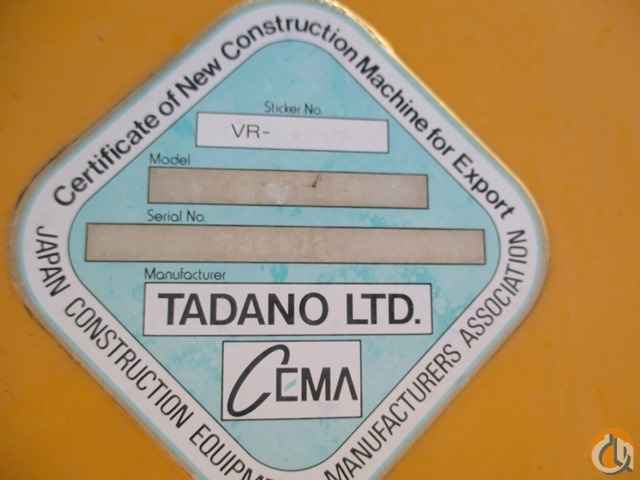 Certificate of New Construction Machine for Export
Sticker No.
VR-
Model
Serial No.
Manufacturer
TADANO LTD.
CEMA
JAPAN CONSTRUCTION EQUIPMENT MANUFACTURERS ASSOCIATION